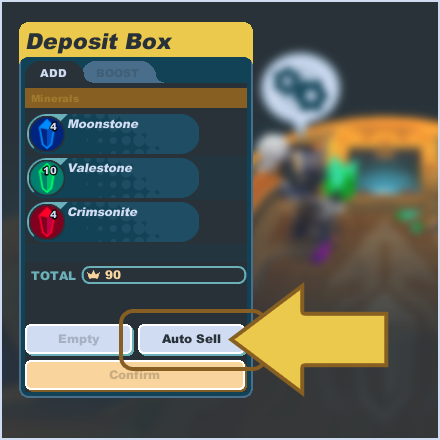 Deposit Box
ADD BOOST
Minerals
4 Moonstone
10 Valestone
4 Crimsonite
TOTAL 90
Empty Auto Sell
Confirm